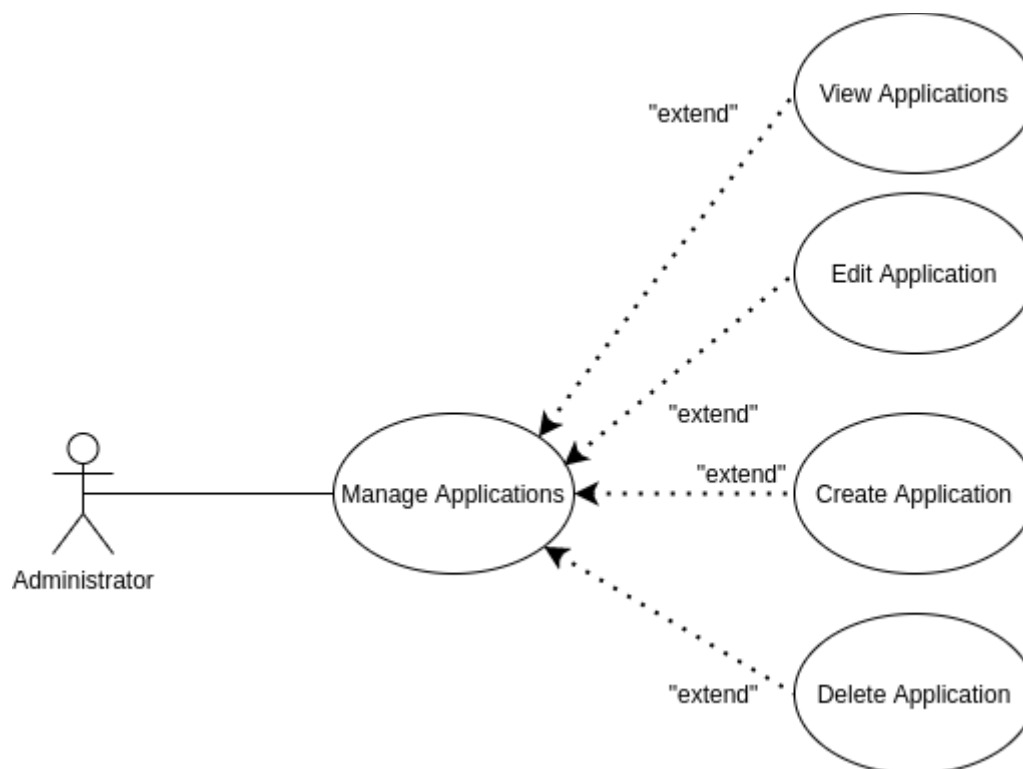 View Applications
"extend"
Edit Application
"extend"
"extend"
Manage Applications
Create Application
Administrator
"extend"
Delete Application